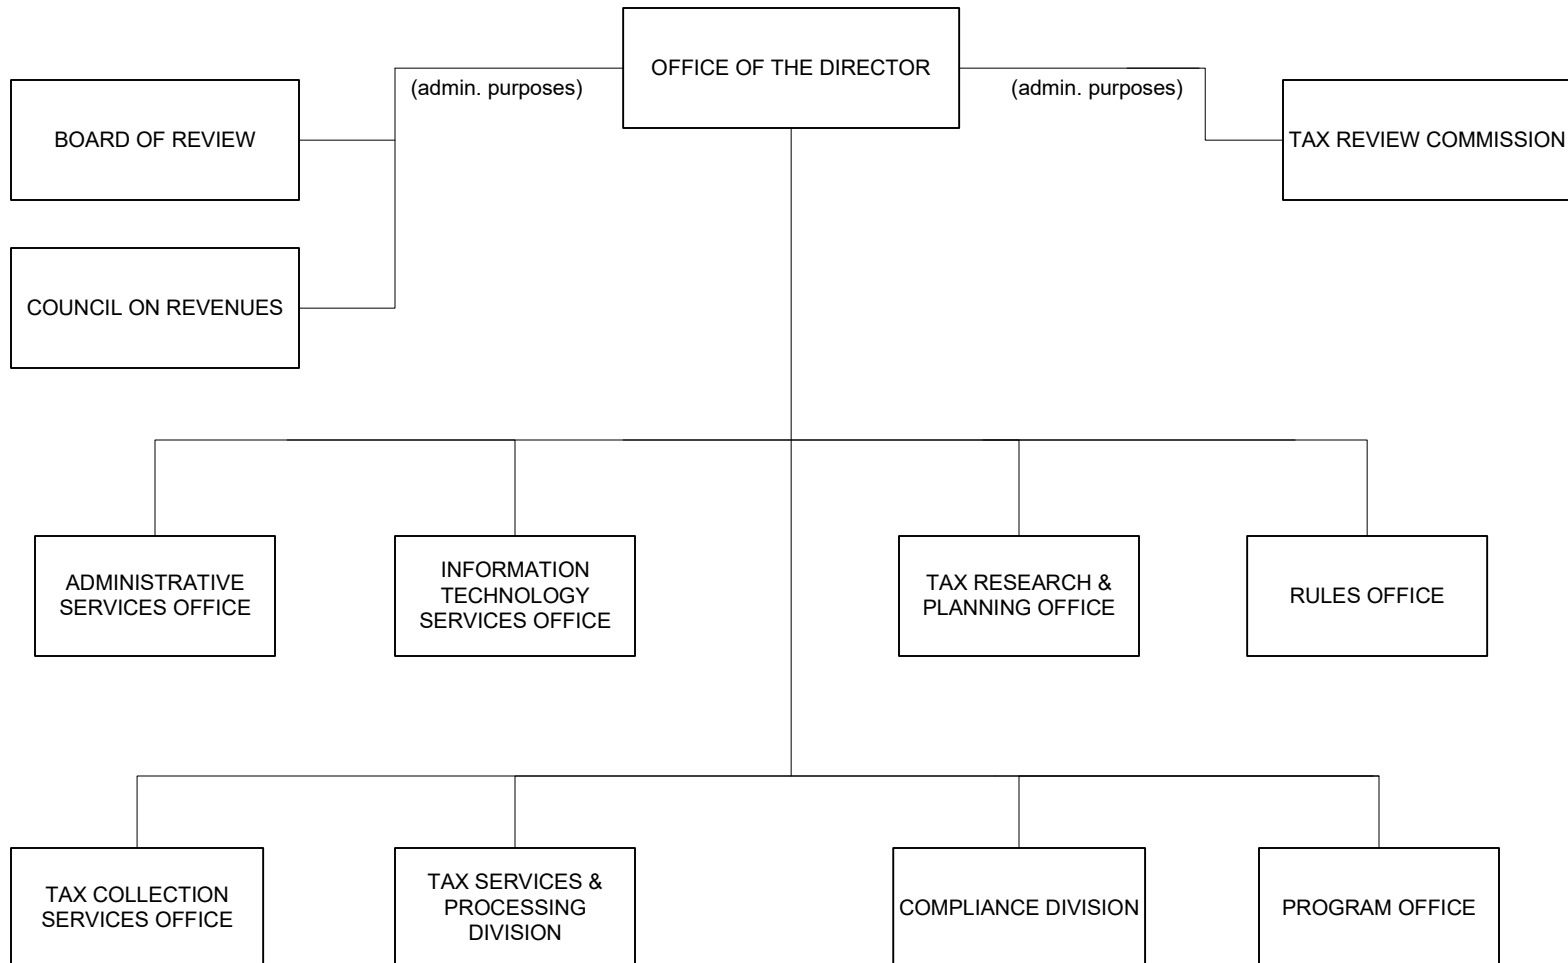 OFFICE OF THE DIRECTOR
(admin. purposes)
(admin. purposes)
BOARD OF REVIEW
TAX REVIEW COMMISSION
COUNCIL ON REVENUES
ADMINISTRATIVE
SERVICES OFFICE
INFORMATION
TECHNOLOGY
SERVICES OFFICE
TAX RESEARCH &
PLANNING OFFICE
RULES OFFICE
TAX COLLECTION
SERVICES OFFICE
TAX SERVICES &
PROCESSING
DIVISION
COMPLIANCE DIVISION
PROGRAM OFFICE